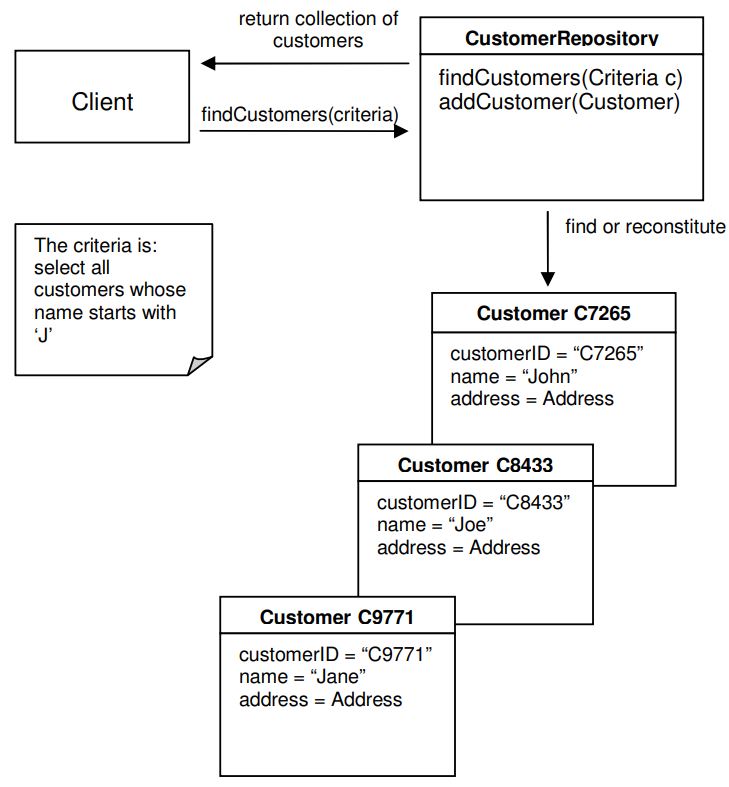 return collection of
customers
CustomerRepository
findCustomers(Criteria c)
addCustomer(Customer)
Client
findCustomers(criteria)
The criteria is:
select all
customers whose
name starts with
‘J’
find or reconstitute
Customer C7265
customerID = “C7265”
name = “John”
address = Address
Customer C8433
customerID = “C8433”
name = “Joe”
address = Address
Customer C9771
customerID = “C9771”
name = “Jane”
address = Address